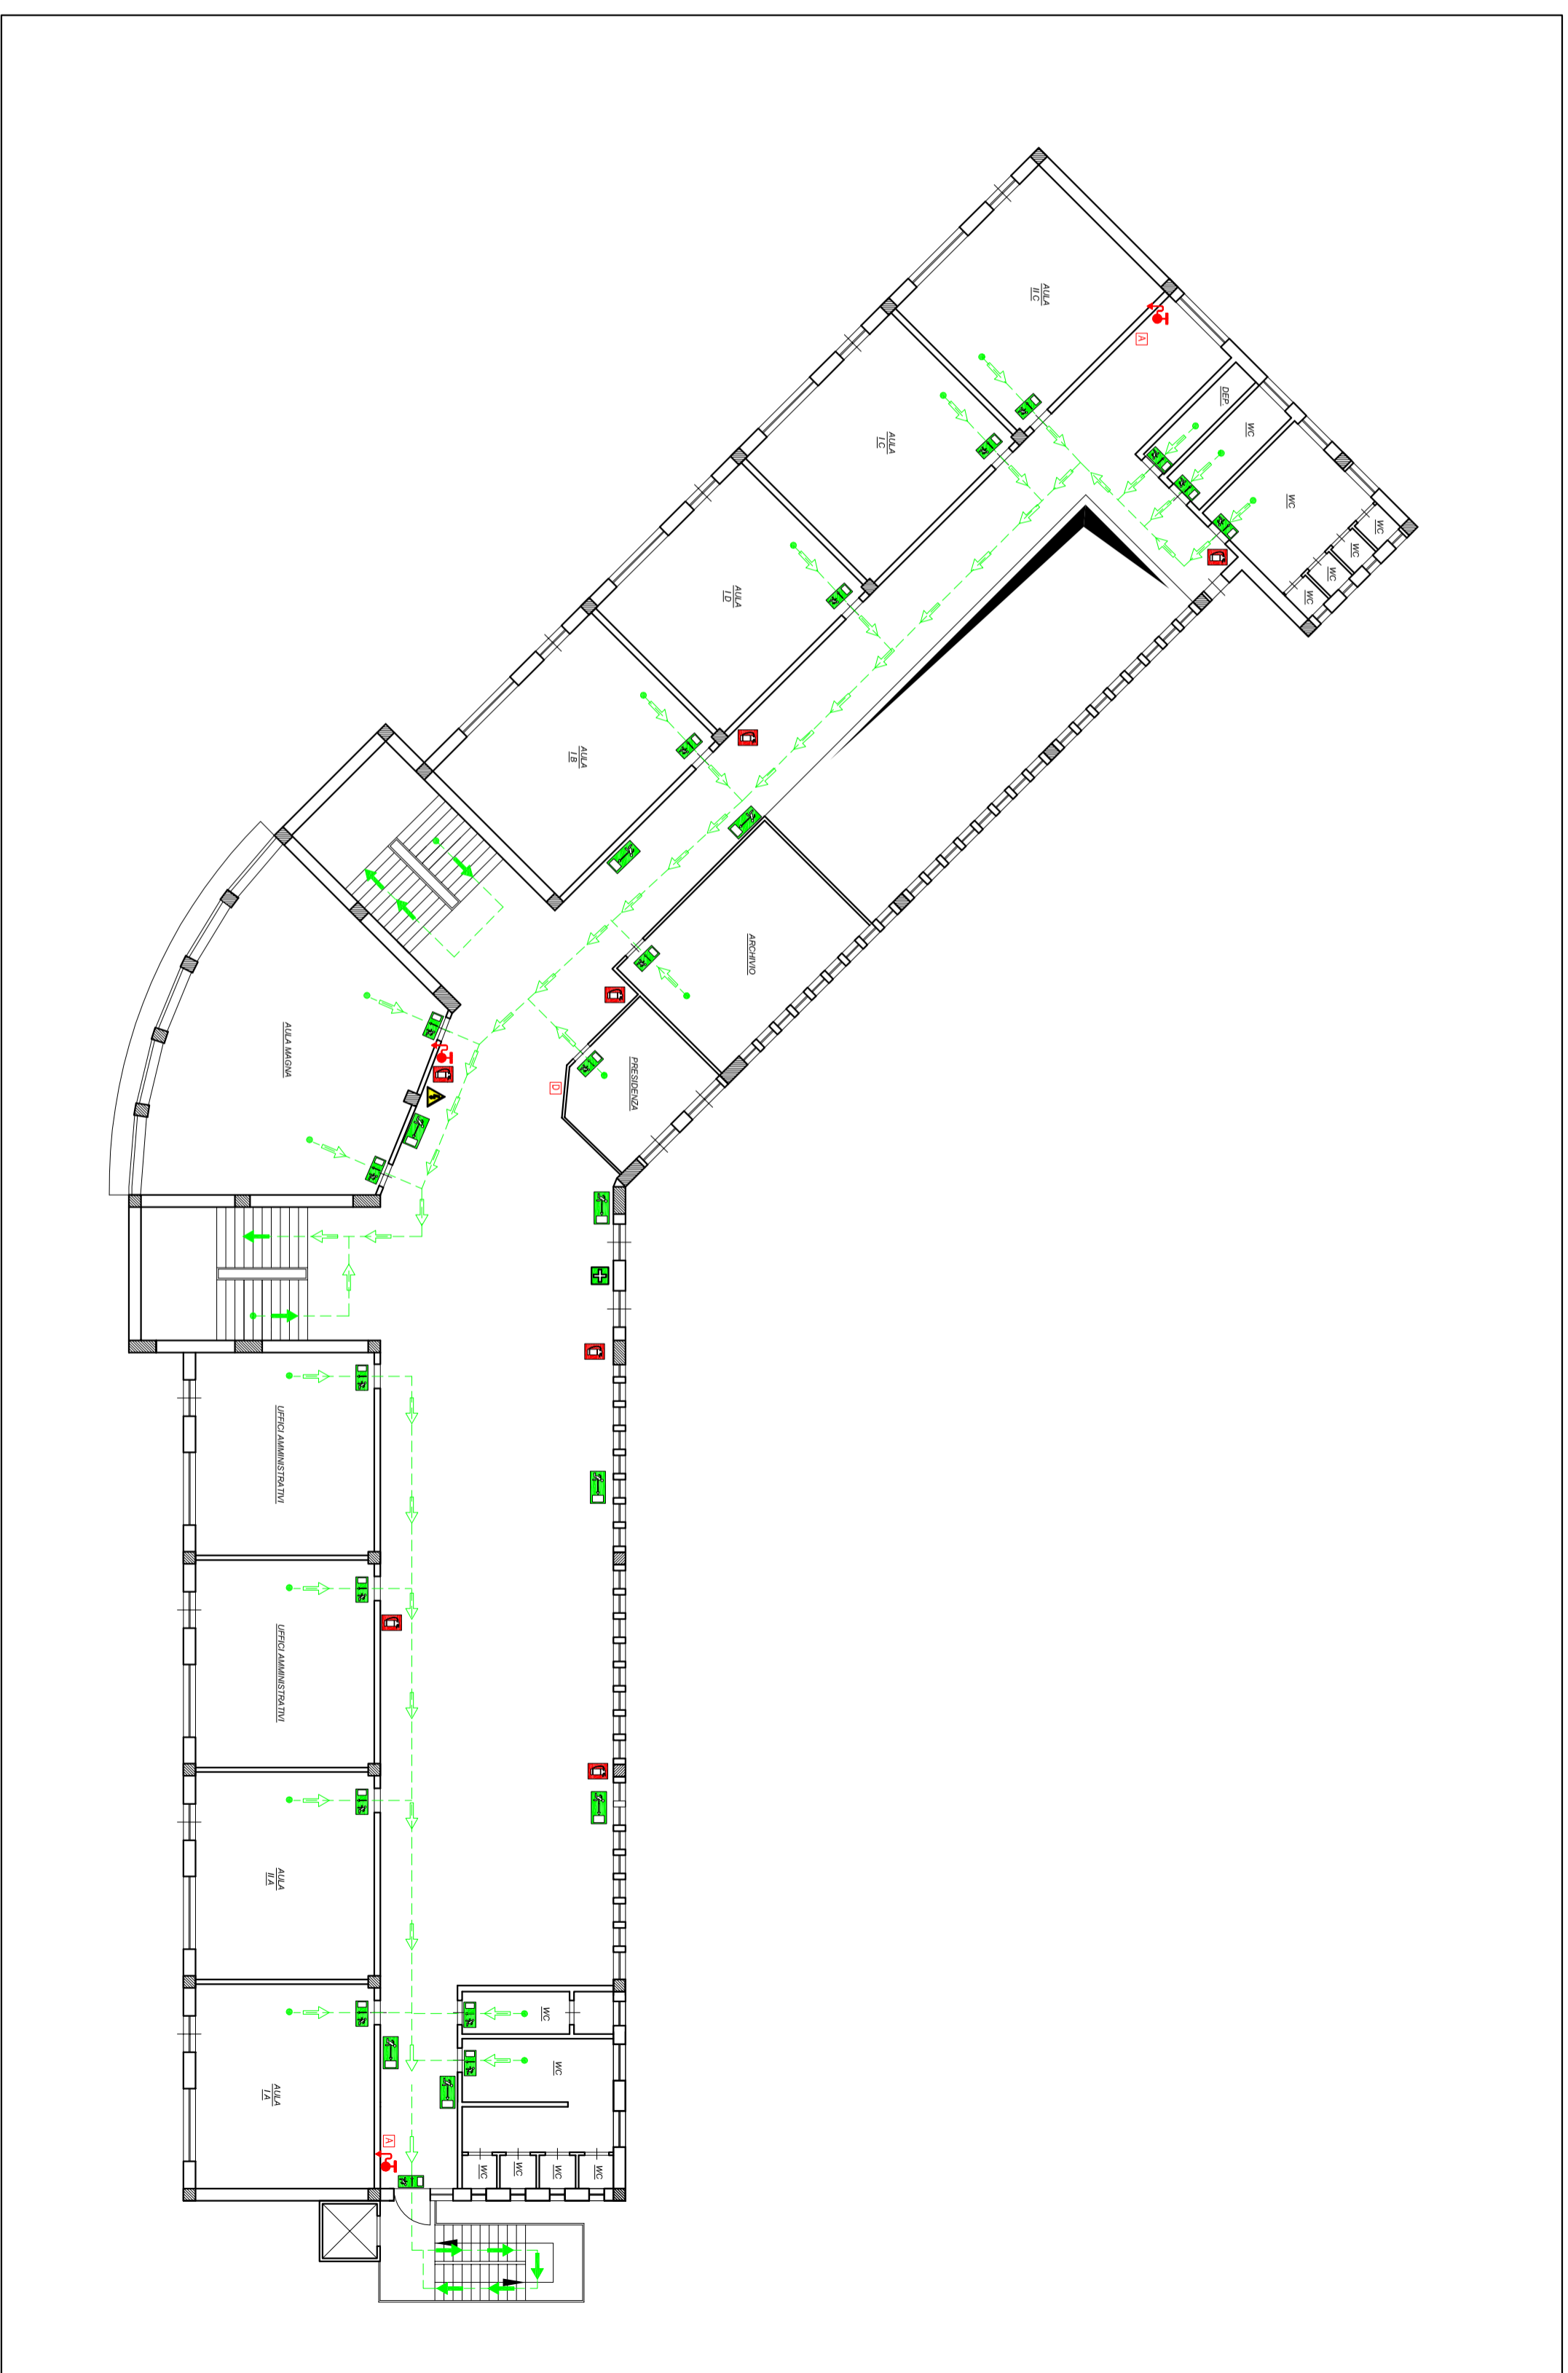 AULA
II C
A
DEP
WC
WC
WC
WC
WC
WC
AULA
I C
AULA
I D
AULA
I B
ARCHIVIO
PRESIDENZA
D
AULA MAGNA
UFFICI AMMINISTRATIVI
UFFICI AMMINISTRATIVI
AULA
II A
AULA
I A
WC
WC
A
WC
WC
WC
WC